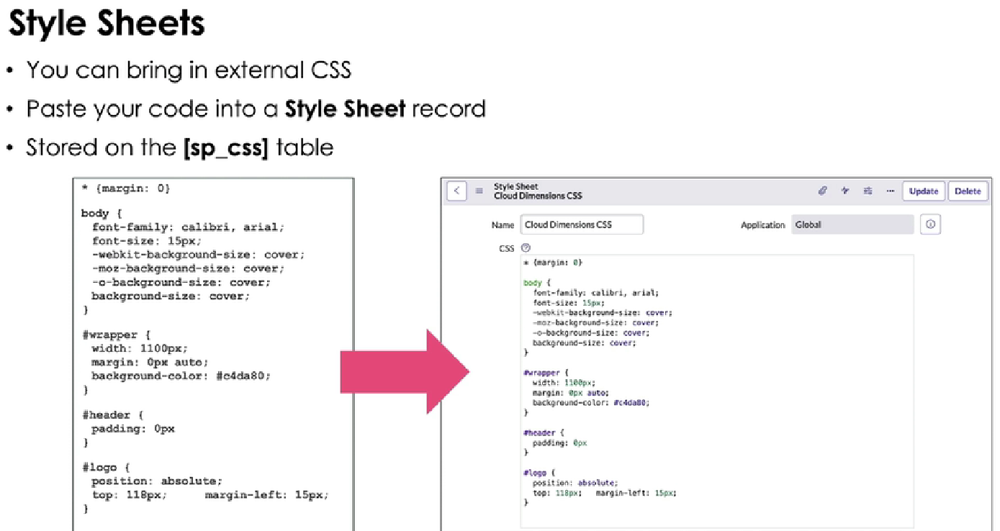 Style Sheets
• You can bring in external CSS
• Paste your code into a Style Sheet record
• Stored on the [sp_css] table
* {margin: 0}
body {
font-family: calibri, arial;
font-size: 15px;
-webkit-background-size: cover;
-moz-background-size: cover;
-o-background-size: cover;
background-size: cover;
}
#wrapper {
width: 1100px;
margin: 0px auto;
background-color: #c4da80;
}
#header {
padding: 0px
}
#logo {
position: absolute;
top: 118px; margin-left: 15px;
}
Style Sheet
Cloud Dimensions CSS
Update Delete
Name Cloud Dimensions CSS Application Global
CSS
* {margin: 0}
body {
font-family: calibri, arial;
font-size: 15px;
-webkit-background-size: cover;
-moz-background-size: cover;
-o-background-size: cover;
background-size: cover;
}
#wrapper {
width: 1100px;
margin: 0px auto;
background-color: #c4da80;
}
#header {
padding: 0px
}
#logo {
position: absolute;
top: 118px; margin-left: 15px;
}